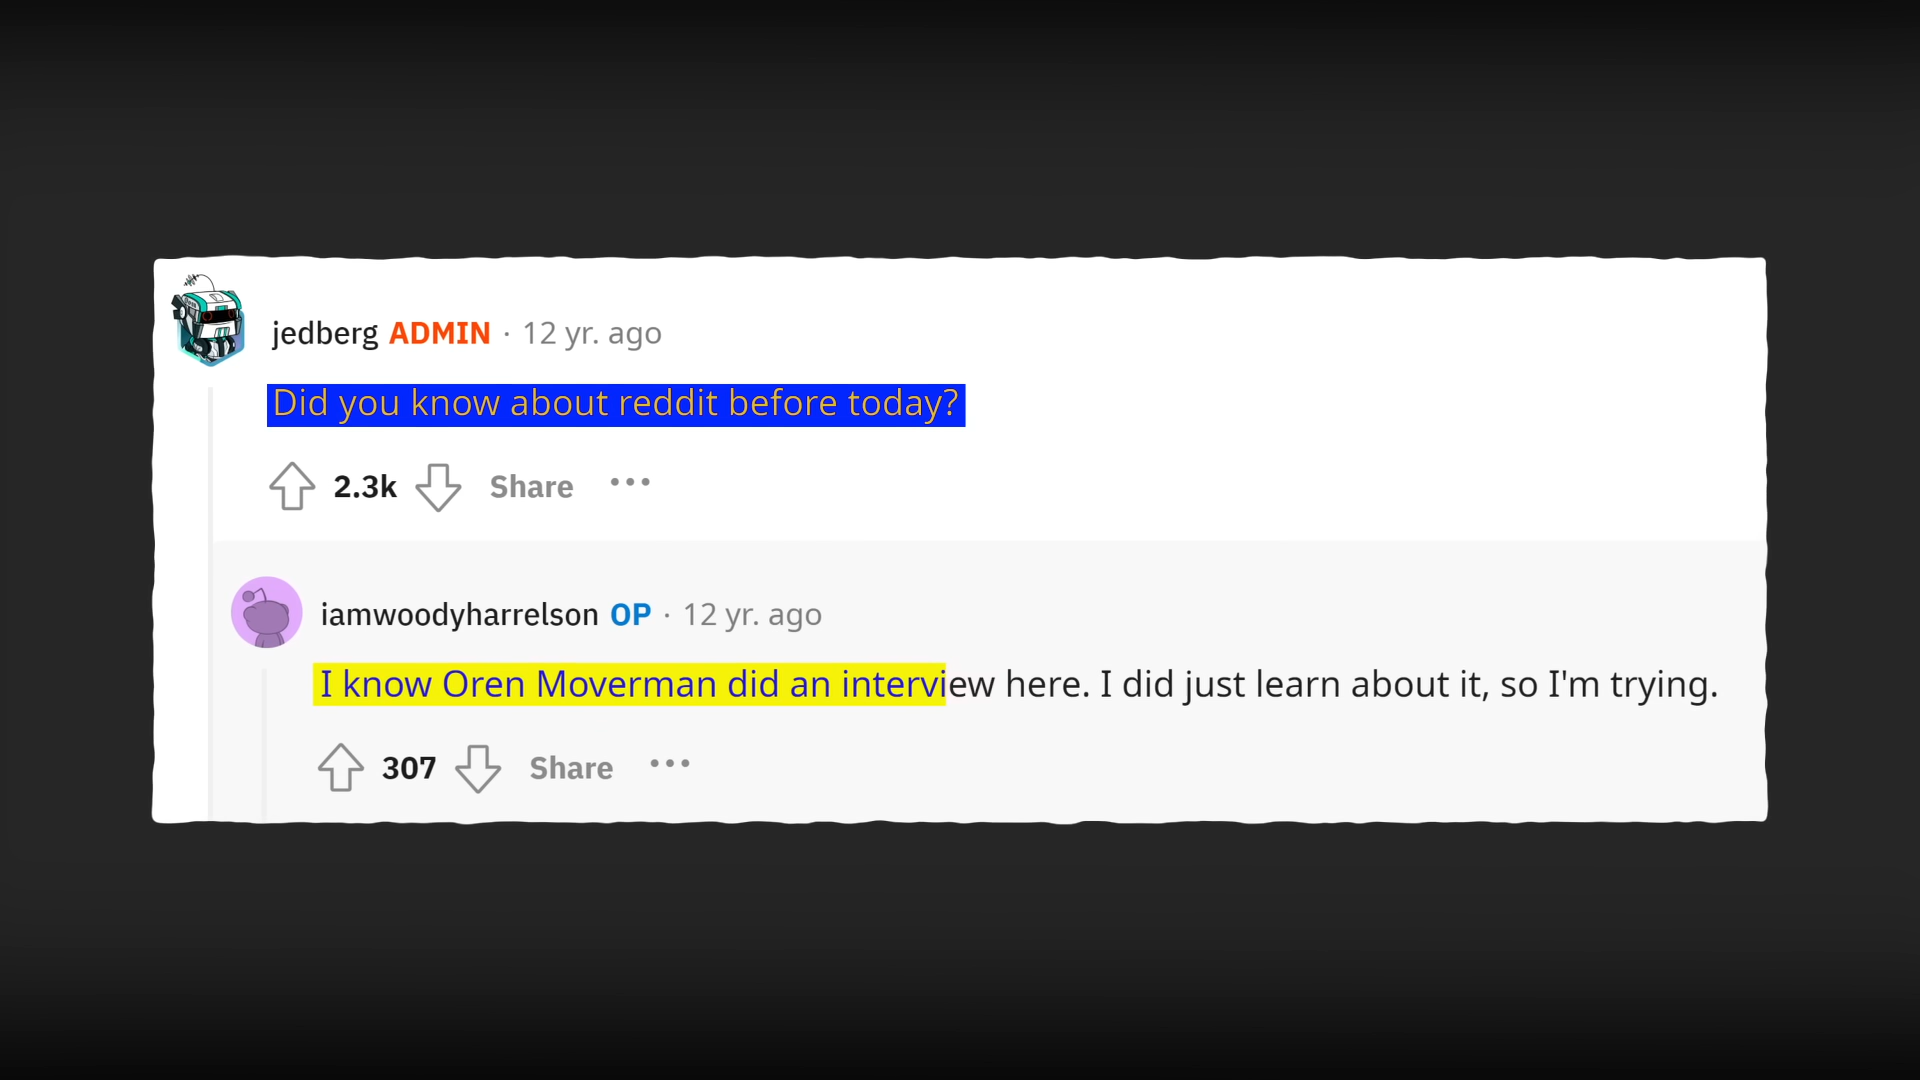 jedberg ADMIN · 12 yr. ago
Did you know about reddit before today?
2.3k Share ...
iamwoodyharrelson OP · 12 yr. ago
I know Oren Moverman did an interview here. I did just learn about it, so I'm trying.
307 Share ...